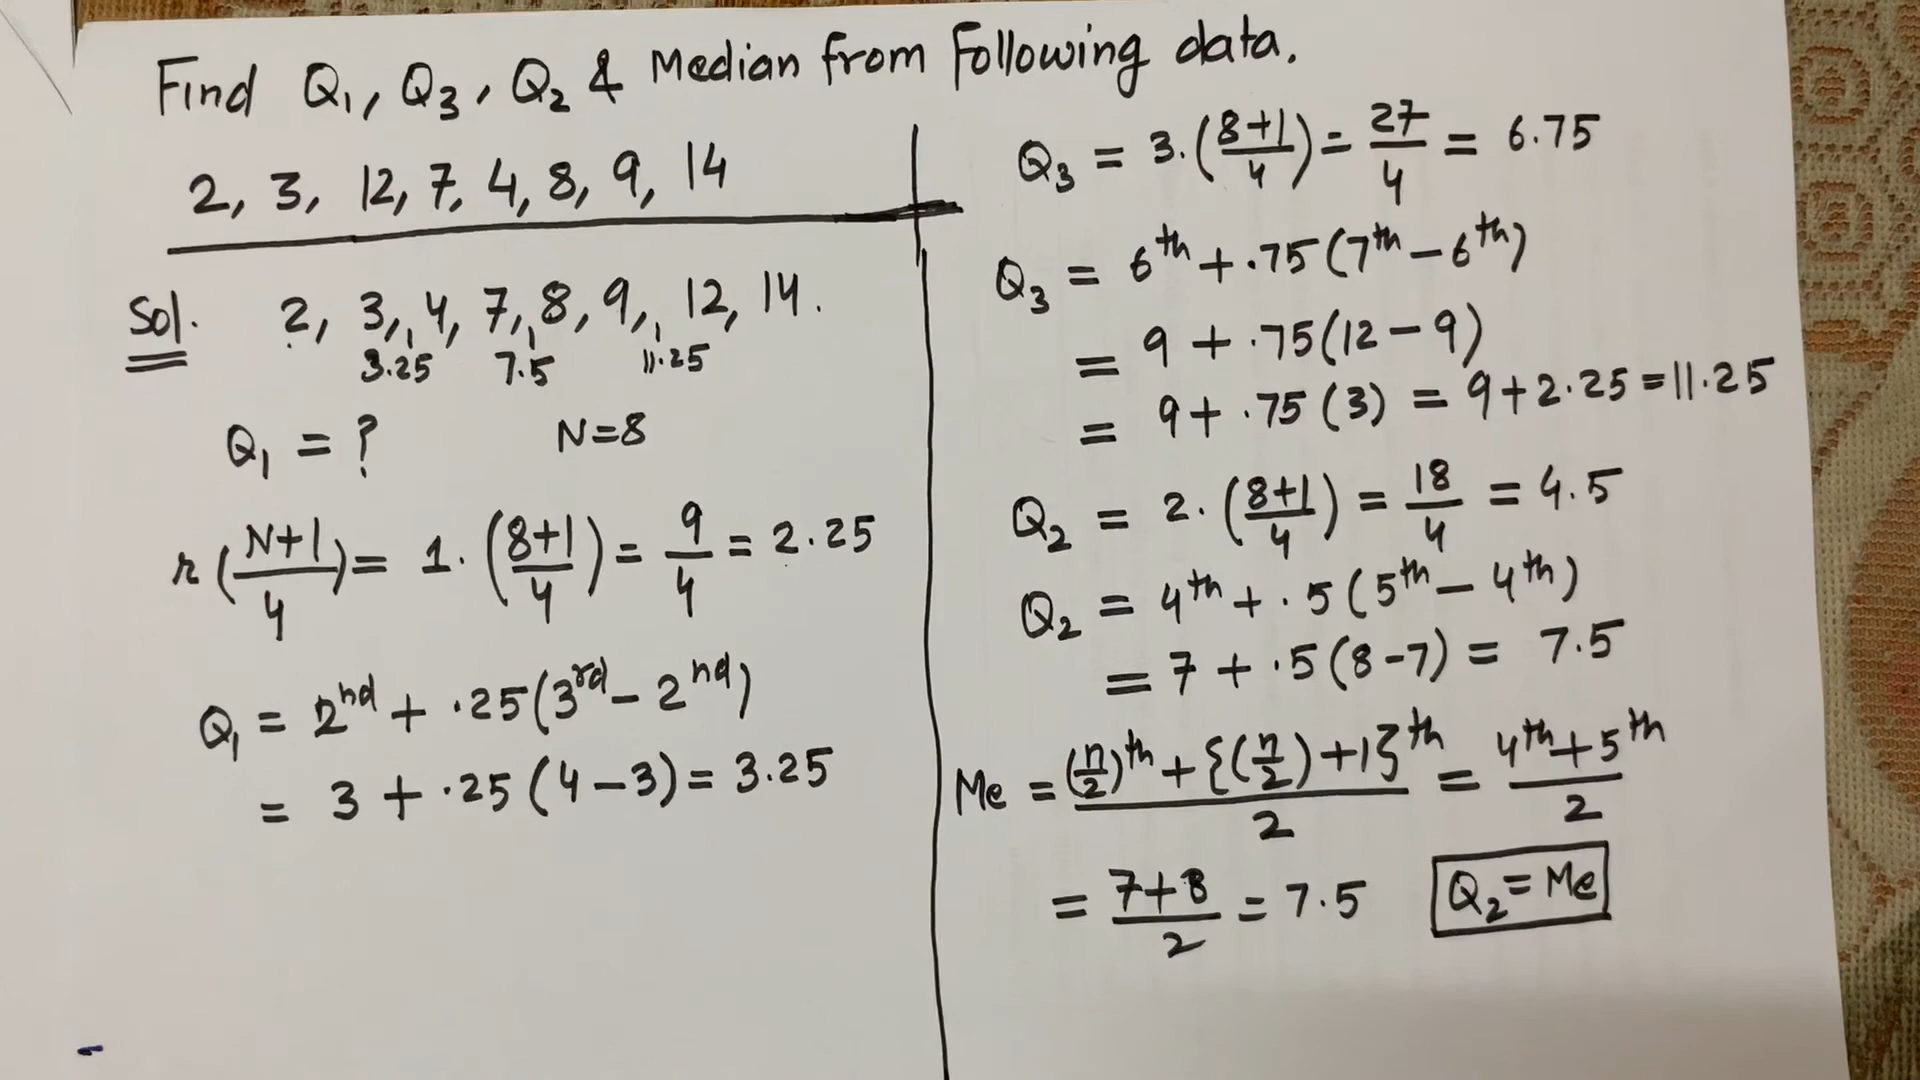 Find Q₁, Q₃, Q₂ & Median from Following data.
2, 3, 12, 7, 4, 8, 9, 14
Sol. 2, 3, 4, 7, 8, 9, 12, 14.
3.25 7.5 11.25
Q₁ = ? N=8
r((N+1)/4) = 1.((8+1)/4) = 9/4 = 2.25
Q₁ = 2nd + .25(3rd - 2nd)
= 3 + .25(4-3) = 3.25
Q₃ = 3.((8+1)/4) = 27/4 = 6.75
Q₃ = 6th + .75(7th - 6th)
= 9 + .75(12-9)
= 9 + .75(3) = 9+2.25 = 11.25
Q₂ = 2.((8+1)/4) = 18/4 = 4.5
Q₂ = 4th + .5(5th - 4th)
= 7 + .5(8-7) = 7.5
Me = ((n/2)th + {(n/2)+1}th)/2 = (4th+5th)/2
= (7+8)/2 = 7.5 Q₂ = Me